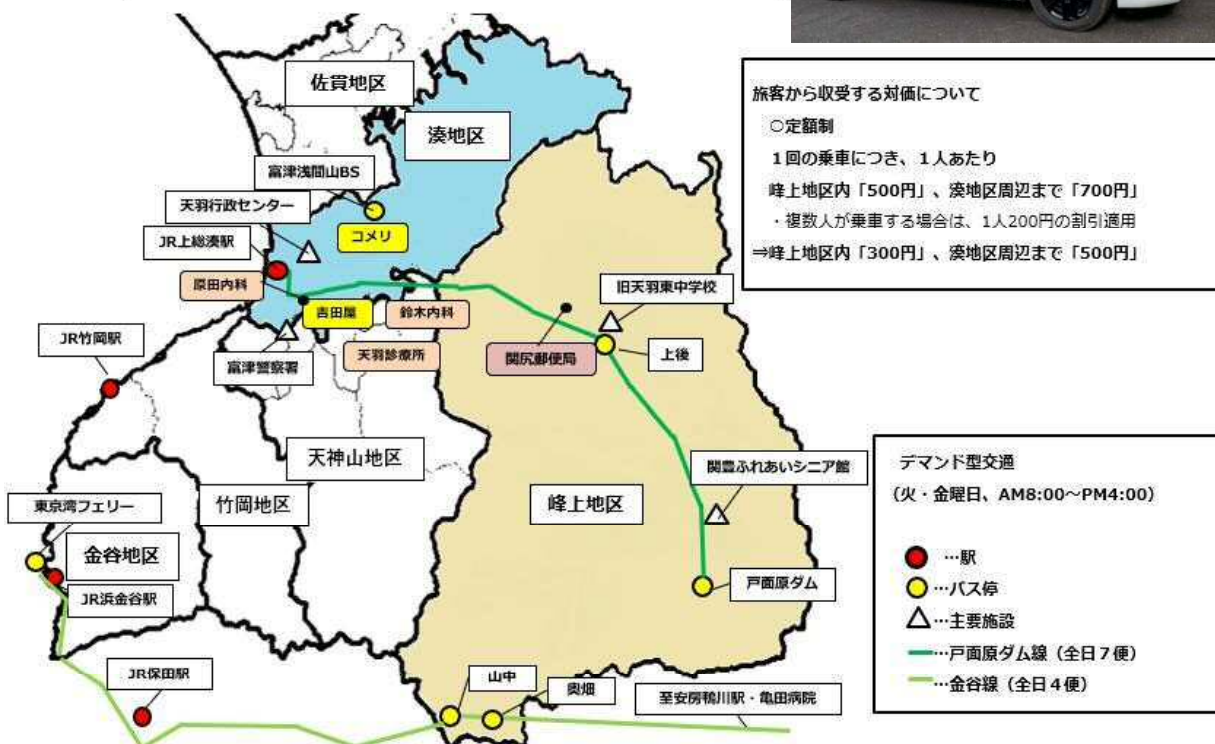 佐貫地区
湊地区
富津浅間山BS
天羽行政センター
コメリ
JR上総湊駅
原田内科
吉田屋
鈴木内科
旧天羽東中学校
JR竹岡駅
富津警察署
天羽診療所
関尻郵便局
上後
天神山地区
関豊ふれあいシニア館
東京湾フェリー
竹岡地区
峰上地区
金谷地区
JR浜金谷駅
戸面原ダム
JR保田駅
山中
奥畑
至安房鴨川駅・亀田病院
旅客から収受する対価について
○定額制
1回の乗車につき、1人あたり
峰上地区内「500円」、湊地区周辺まで「700円」
・複数人が乗車する場合は、1人200円の割引適用
⇒峰上地区内「300円」、湊地区周辺まで「500円」
デマンド型交通
(火・金曜日、AM8:00~PM4:00)
…駅
…バス停
…主要施設
…戸面原ダム線(全日7便)
…金谷線(全日4便)